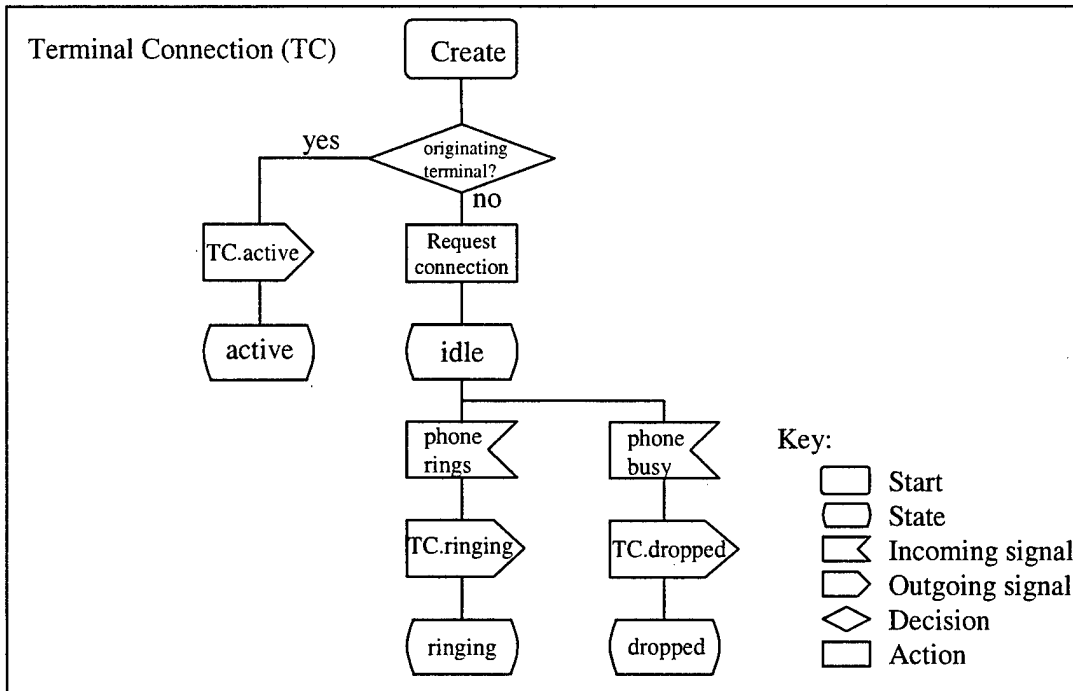 Terminal Connection (TC)
Create
yes
originating
terminal?
no
TC.active
Request
connection
active
idle
phone
rings
phone
busy
Key:
Start
State
TC.ringing
TC.dropped
Incoming signal
Outgoing signal
Decision
ringing
dropped
Action